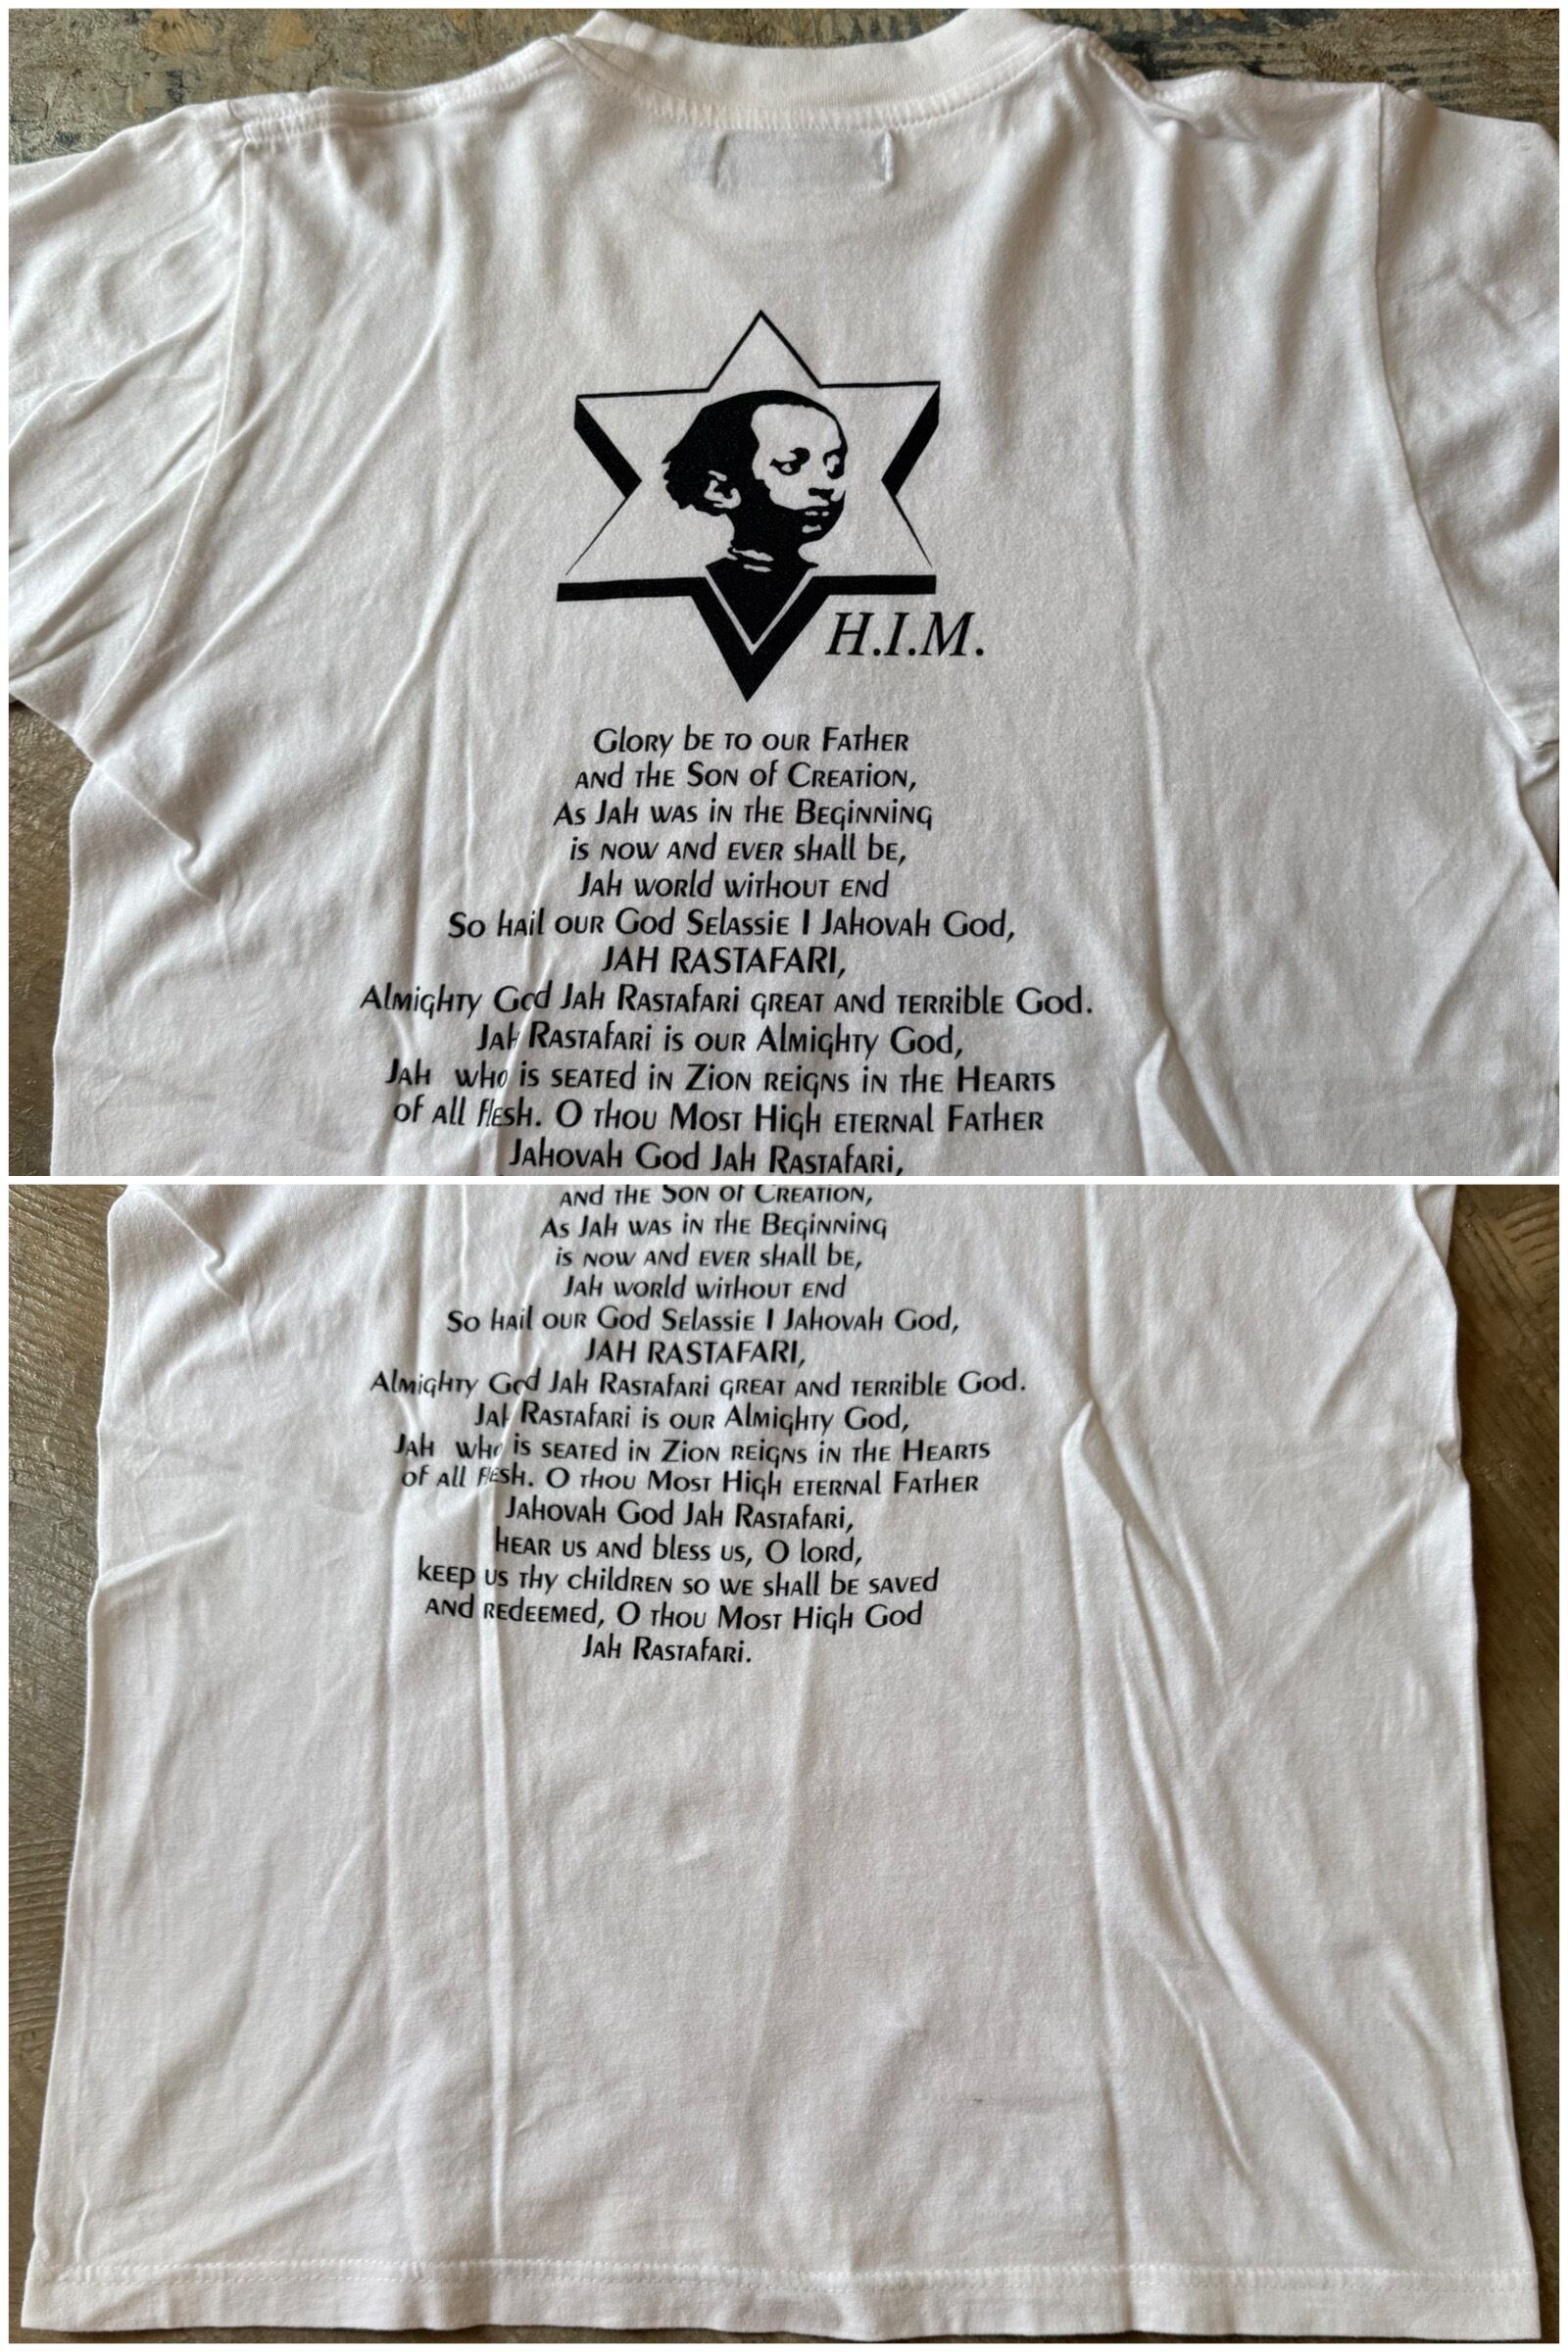 H.I.M.
Glory be to our Father
and the Son of Creation,
As Jah was in the Beginning
is now and ever shall be,
Jah world without end
So hail our God Selassie I Jahovah God,
JAH RASTAFARI,
Almighty God Jah Rastafari great and terrible God.
Jah Rastafari is our Almighty God,
Jah who is seated in Zion reigns in the Hearts
of all flesh. O thou Most High eternal Father
Jahovah God Jah Rastafari,
and the Son of Creation,
As Jah was in the Beginning
is now and ever shall be,
Jah world without end
So hail our God Selassie I Jahovah God,
JAH RASTAFARI,
Almighty God Jah Rastafari great and terrible God.
Jah Rastafari is our Almighty God,
Jah who is seated in Zion reigns in the Hearts
of all flesh. O thou Most High eternal Father
Jahovah God Jah Rastafari,
hear us and bless us, O lord,
keep us thy children so we shall be saved
and redeemed, O thou Most High God
Jah Rastafari.